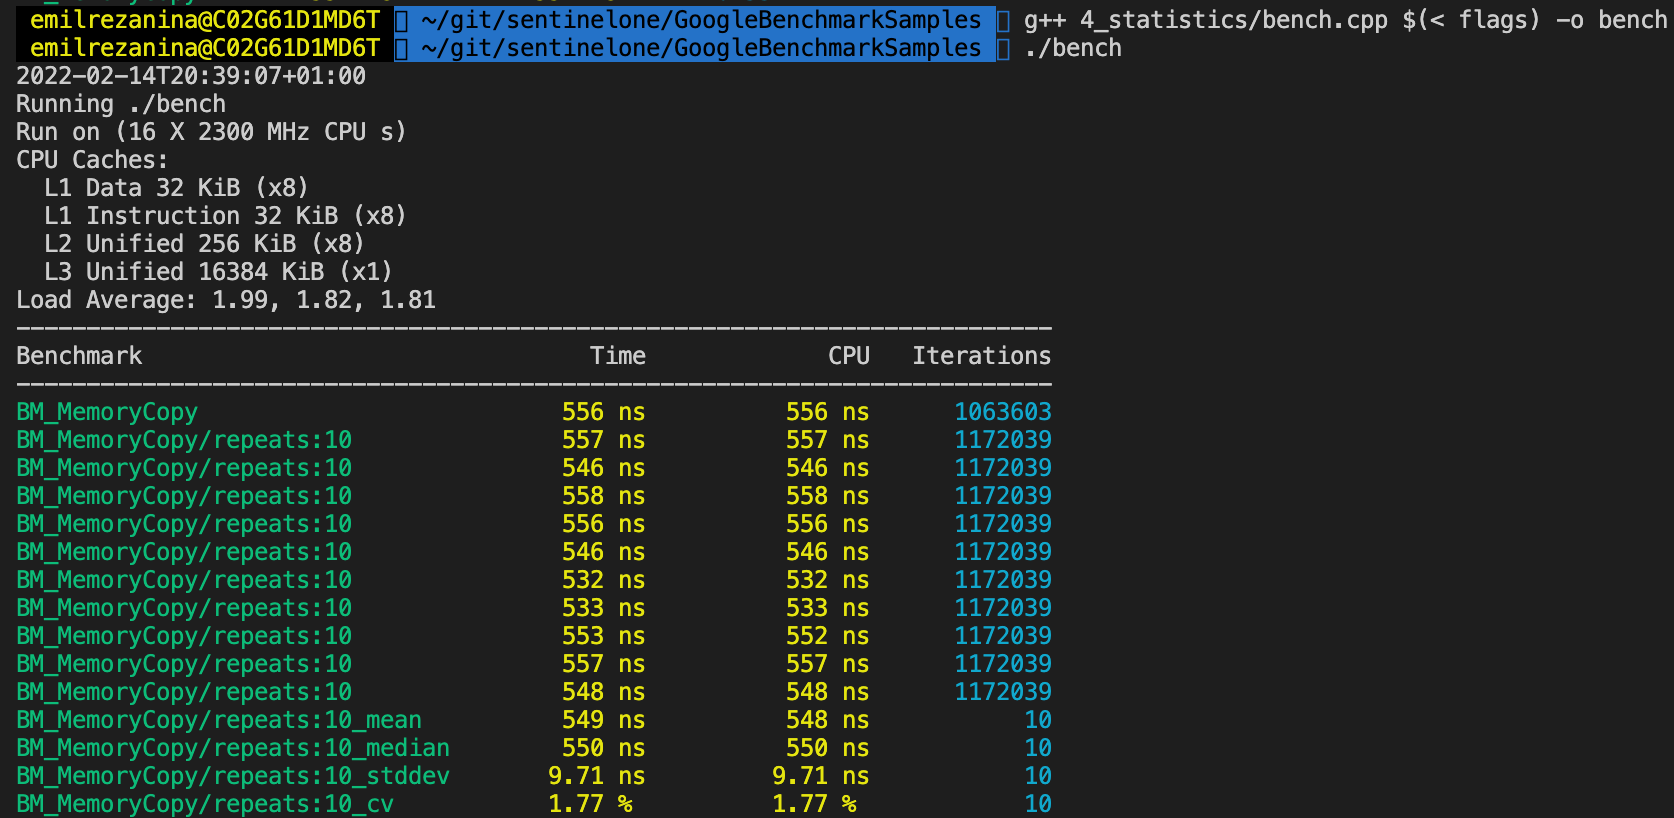 emilrezanina@C02G61D1MD6T ~/git/sentinelone/GoogleBenchmarkSamples g++ 4_statistics/bench.cpp $(< flags) -o bench
emilrezanina@C02G61D1MD6T ~/git/sentinelone/GoogleBenchmarkSamples ./bench
2022-02-14T20:39:07+01:00
Running ./bench
Run on (16 X 2300 MHz CPU s)
CPU Caches:
  L1 Data 32 KiB (x8)
  L1 Instruction 32 KiB (x8)
  L2 Unified 256 KiB (x8)
  L3 Unified 16384 KiB (x1)
Load Average: 1.99, 1.82, 1.81
--------------------------------------------------------------------------
Benchmark                                Time             CPU   Iterations
--------------------------------------------------------------------------
BM_MemoryCopy                          556 ns          556 ns      1063603
BM_MemoryCopy/repeats:10               557 ns          557 ns      1172039
BM_MemoryCopy/repeats:10               546 ns          546 ns      1172039
BM_MemoryCopy/repeats:10               558 ns          558 ns      1172039
BM_MemoryCopy/repeats:10               556 ns          556 ns      1172039
BM_MemoryCopy/repeats:10               546 ns          546 ns      1172039
BM_MemoryCopy/repeats:10               532 ns          532 ns      1172039
BM_MemoryCopy/repeats:10               533 ns          533 ns      1172039
BM_MemoryCopy/repeats:10               553 ns          552 ns      1172039
BM_MemoryCopy/repeats:10               557 ns          557 ns      1172039
BM_MemoryCopy/repeats:10               548 ns          548 ns      1172039
BM_MemoryCopy/repeats:10_mean          549 ns          548 ns           10
BM_MemoryCopy/repeats:10_median        550 ns          550 ns           10
BM_MemoryCopy/repeats:10_stddev       9.71 ns         9.71 ns           10
BM_MemoryCopy/repeats:10_cv           1.77 %          1.77 %            10